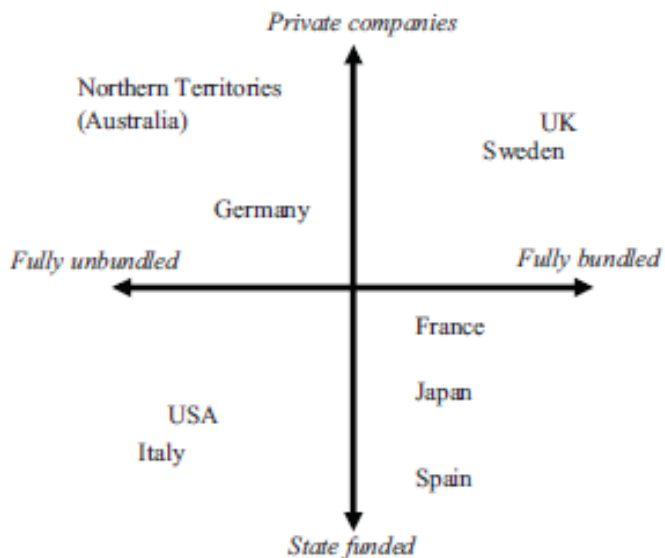 Private companies
Northern Territories
(Australia)
UK
Sweden
Germany
Fully unbundled
Fully bundled
France
Japan
USA
Italy
Spain
State funded